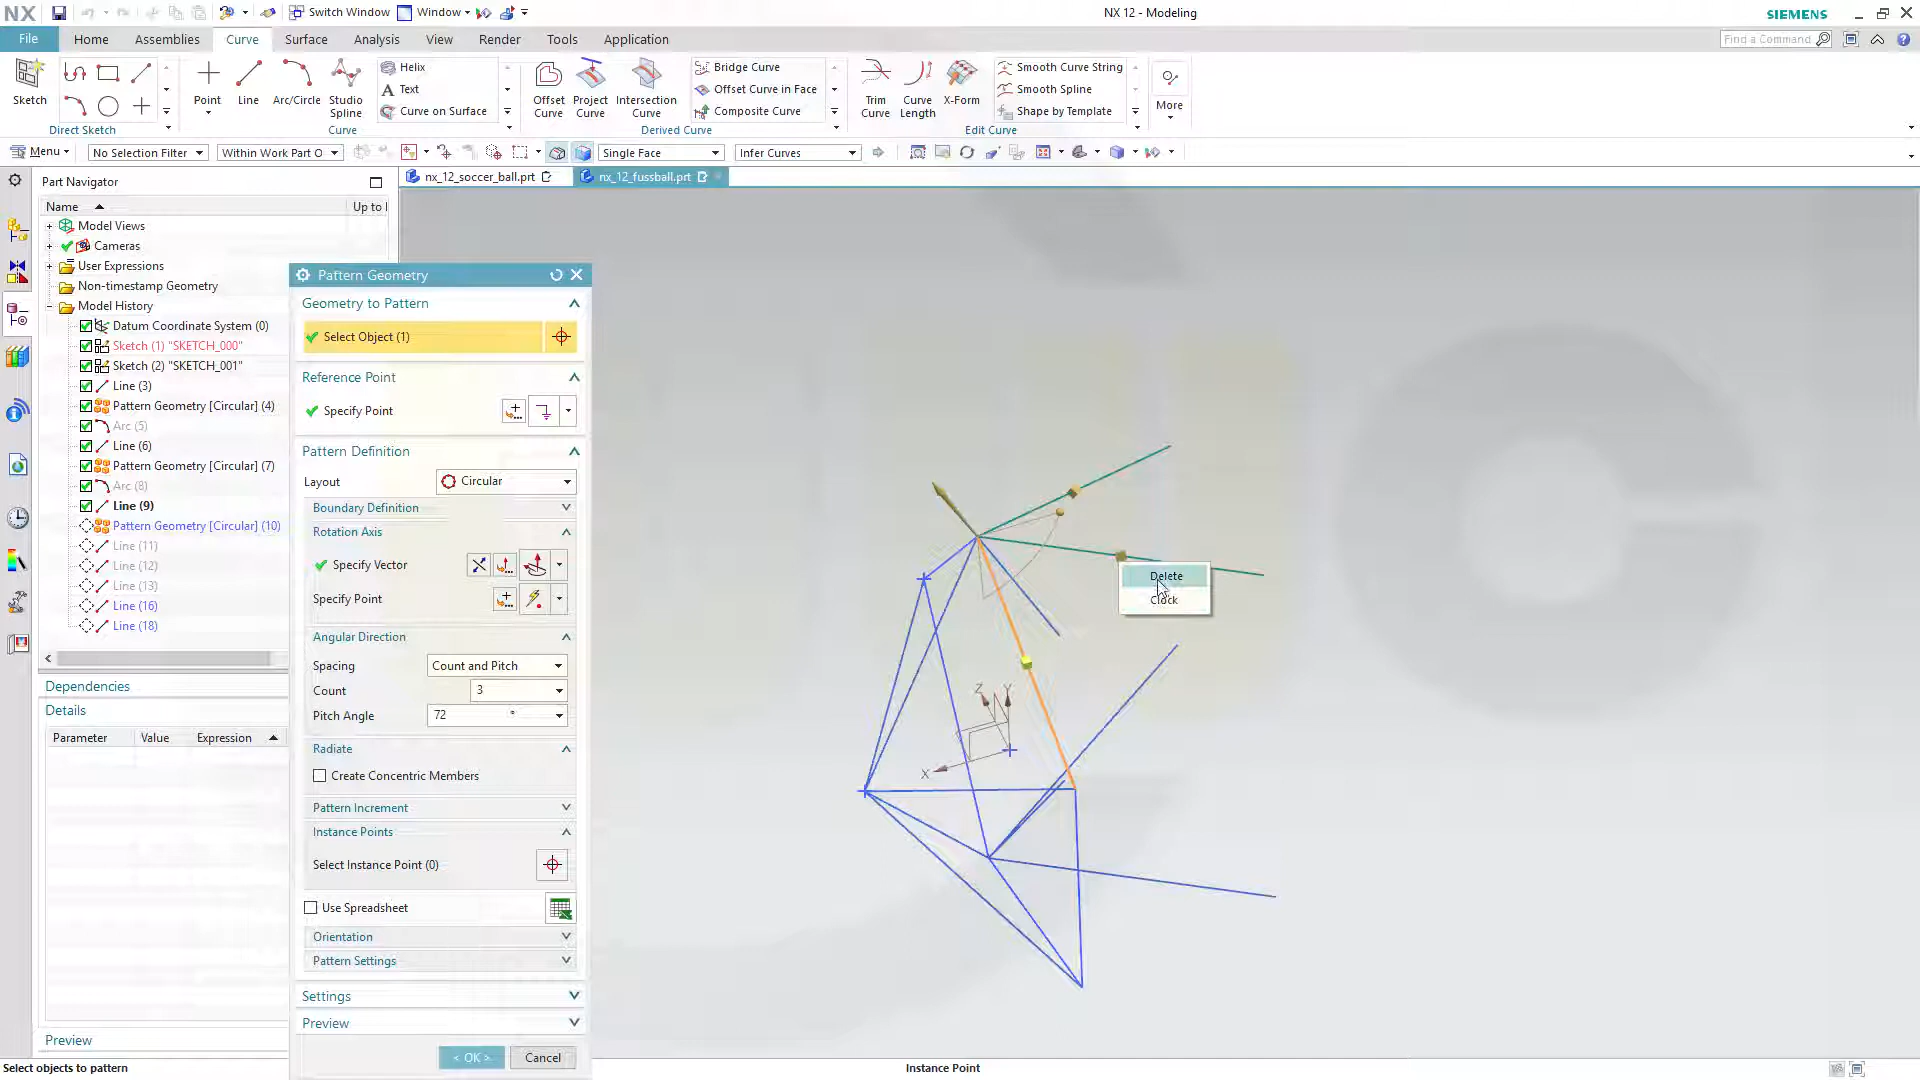 NX
Switch Window
Window
NX 12 - Modeling
SIEMENS
File
Home
Assemblies
Curve
Surface
Analysis
View
Render
Tools
Application
Find a Command
Sketch
Point
Line
Arc/Circle
Studio Spline
Helix
Text
Curve on Surface
Offset Curve
Project Curve
Intersection Curve
Bridge Curve
Offset Curve in Face
Composite Curve
Trim Curve
Curve Length
X-Form
Smooth Curve String
Smooth Spline
Shape by Template
More
Direct Sketch
Curve
Derived Curve
Edit Curve
Menu
No Selection Filter
Within Work Part O
Single Face
Infer Curves
Part Navigator
nx_12_soccer_ball.prt
nx_12_fussball.prt
Name
Up to
Model Views
Cameras
User Expressions
Non-timestamp Geometry
Model History
Datum Coordinate System (0)
Sketch (1) "SKETCH_000"
Sketch (2) "SKETCH_001"
Line (3)
Pattern Geometry [Circular] (4)
Arc (5)
Line (6)
Pattern Geometry [Circular] (7)
Arc (8)
Line (9)
Pattern Geometry [Circular] (10)
Line (11)
Line (12)
Line (13)
Line (16)
Line (18)
Dependencies
Details
Parameter
Value
Expression
Preview
Pattern Geometry
Geometry to Pattern
Select Object (1)
Reference Point
Specify Point
Pattern Definition
Layout
Circular
Boundary Definition
Rotation Axis
Specify Vector
Specify Point
Angular Direction
Spacing
Count and Pitch
Count
3
Pitch Angle
72
°
Radiate
Create Concentric Members
Pattern Increment
Instance Points
Select Instance Point (0)
Use Spreadsheet
Orientation
Pattern Settings
Settings
Preview
< OK >
Cancel
Delete
Clock
Z
Y
X
Select objects to pattern
Instance Point